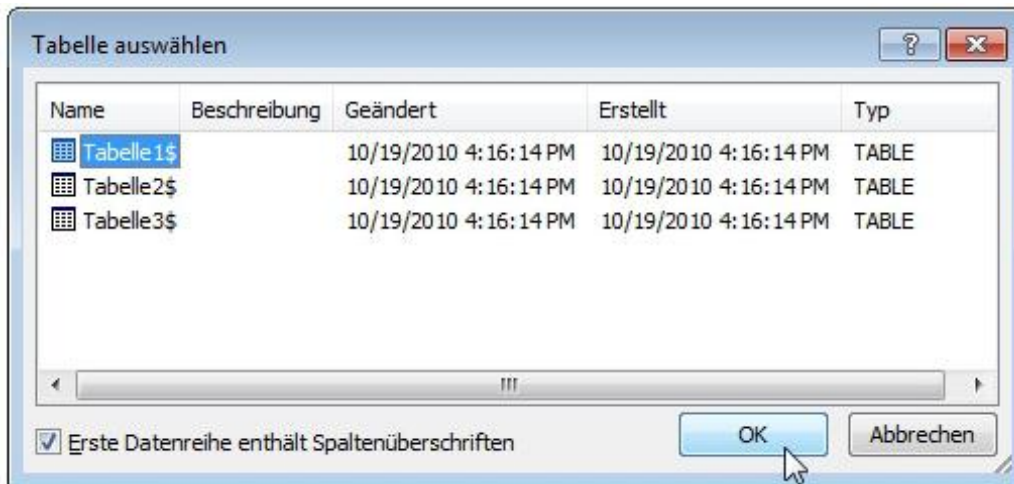 Tabelle auswählen
Name Beschreibung Geändert Erstellt Typ
Tabelle1$ 10/19/2010 4:16:14 PM 10/19/2010 4:16:14 PM TABLE
Tabelle2$ 10/19/2010 4:16:14 PM 10/19/2010 4:16:14 PM TABLE
Tabelle3$ 10/19/2010 4:16:14 PM 10/19/2010 4:16:14 PM TABLE
Erste Datenreihe enthält Spaltenüberschriften OK Abbrechen